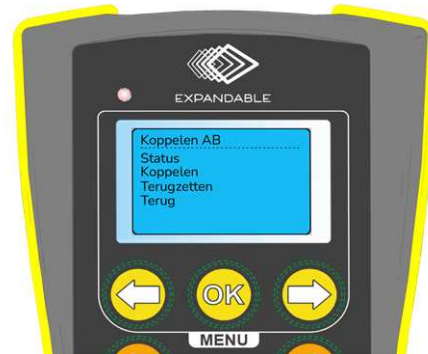 EXPANDABLE
Koppelen AB
Status
Koppelen
Terugzetten
Terug
OK
MENU